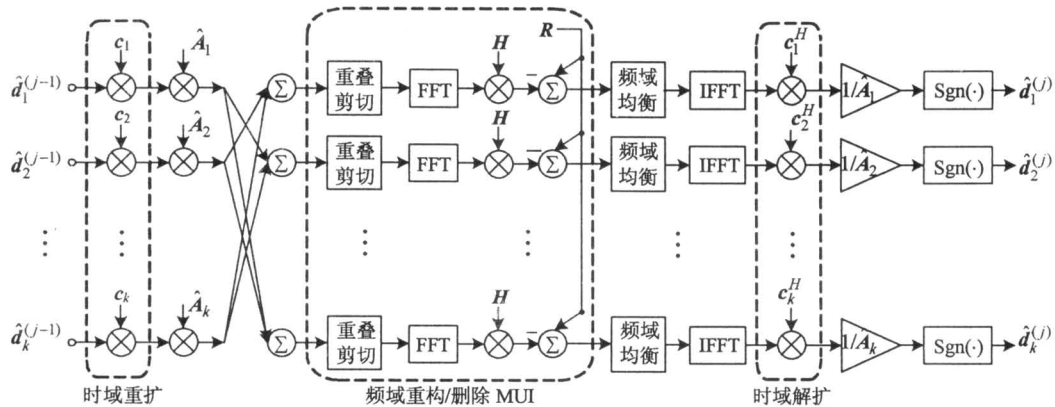 c₁ Â₁ H R c₁ᴴ
d̂₁⁽ʲ⁻¹⁾ Σ 重叠剪切 FFT − Σ 频域均衡 IFFT 1/Â₁ Sgn(·) d̂₁⁽ʲ⁾
c₂ Â₂ H c₂ᴴ
d̂₂⁽ʲ⁻¹⁾ Σ 重叠剪切 FFT − Σ 频域均衡 IFFT 1/Â₂ Sgn(·) d̂₂⁽ʲ⁾
cₖ Âₖ H cₖᴴ
d̂ₖ⁽ʲ⁻¹⁾ Σ 重叠剪切 FFT − Σ 频域均衡 IFFT 1/Âₖ Sgn(·) d̂ₖ⁽ʲ⁾
时域重扩 频域重构/删除 MUI 时域解扩